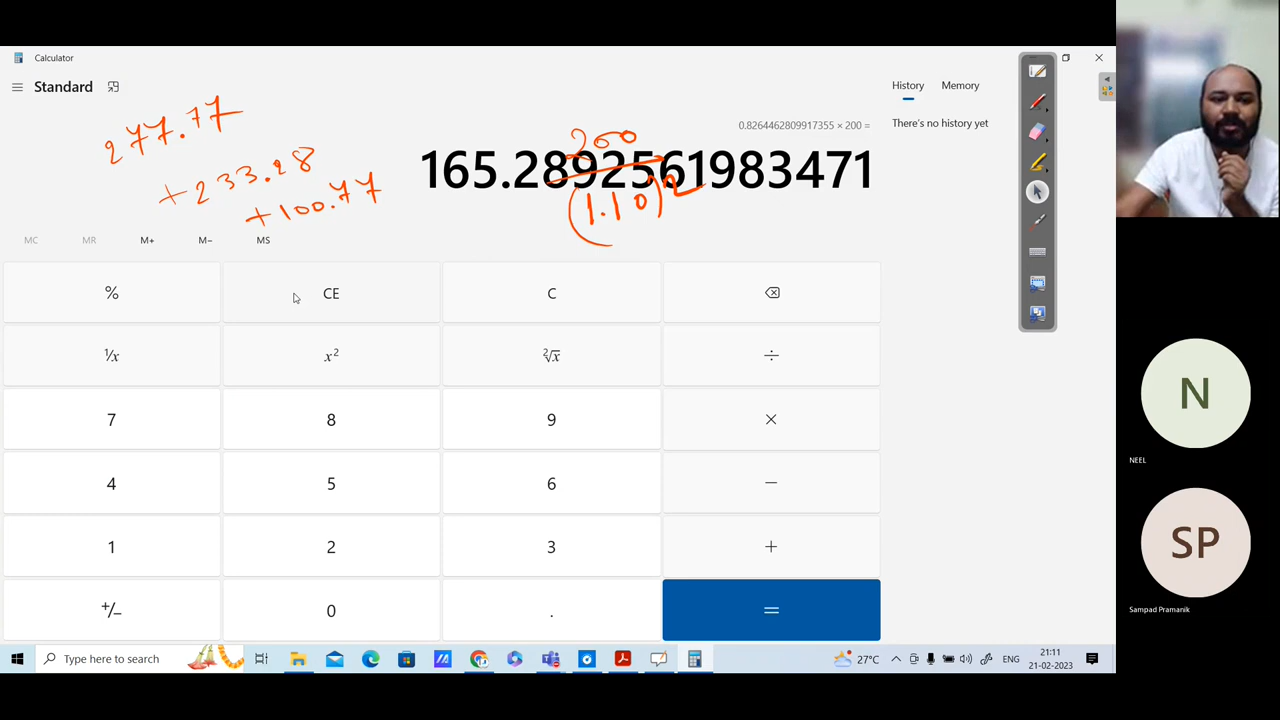 Calculator
Standard
History
Memory
There's no history yet
0.8264462809917355 × 200 =
165.2892561983471
277.77
+233.28
+100.77
200
(1.10)2
MC
MR
M+
M−
MS
%
CE
C
1/x
x2
2√x
÷
7
8
9
×
4
5
6
−
1
2
3
+
+/−
0
.
=
N
NEEL
SP
Sampad Pramanik
Type here to search
27°C
ENG
21:11
21-02-2023